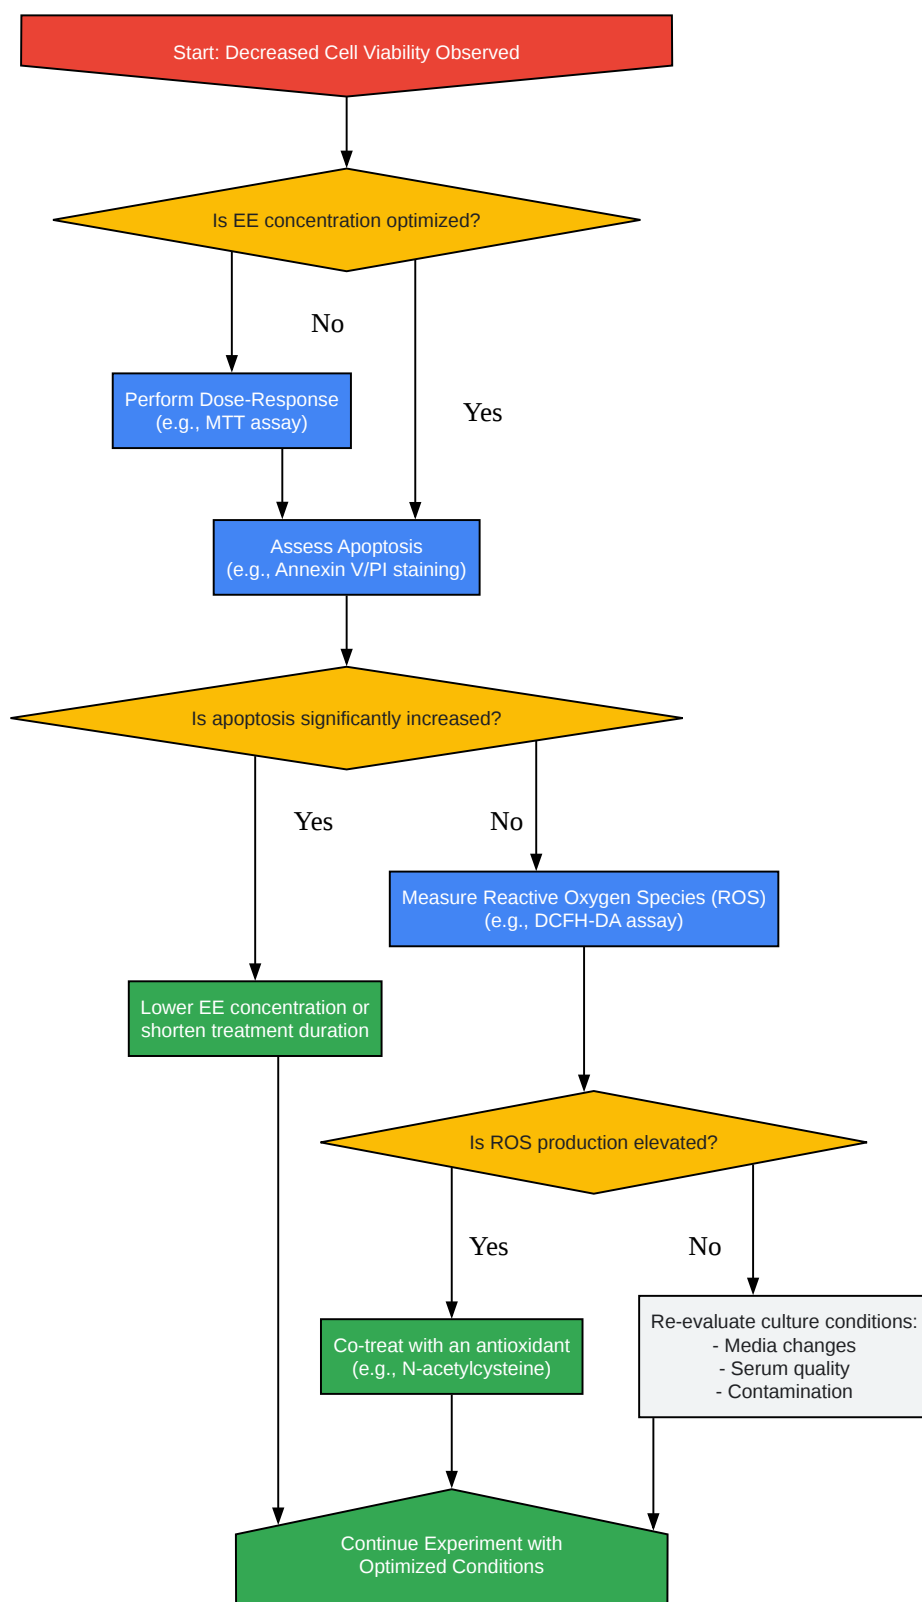 Start: Decreased Cell Viability Observed
Is EE concentration optimized?
No
Perform Dose-Response
(e.g., MTT assay)
Yes
Assess Apoptosis
(e.g., Annexin V/PI staining)
Is apoptosis significantly increased?
Yes
No
Measure Reactive Oxygen Species (ROS)
(e.g., DCFH-DA assay)
Lower EE concentration or
shorten treatment duration
Is ROS production elevated?
Yes
No
Co-treat with an antioxidant
(e.g., N-acetylcysteine)
Re-evaluate culture conditions:
- Media changes
- Serum quality
- Contamination
Continue Experiment with
Optimized Conditions